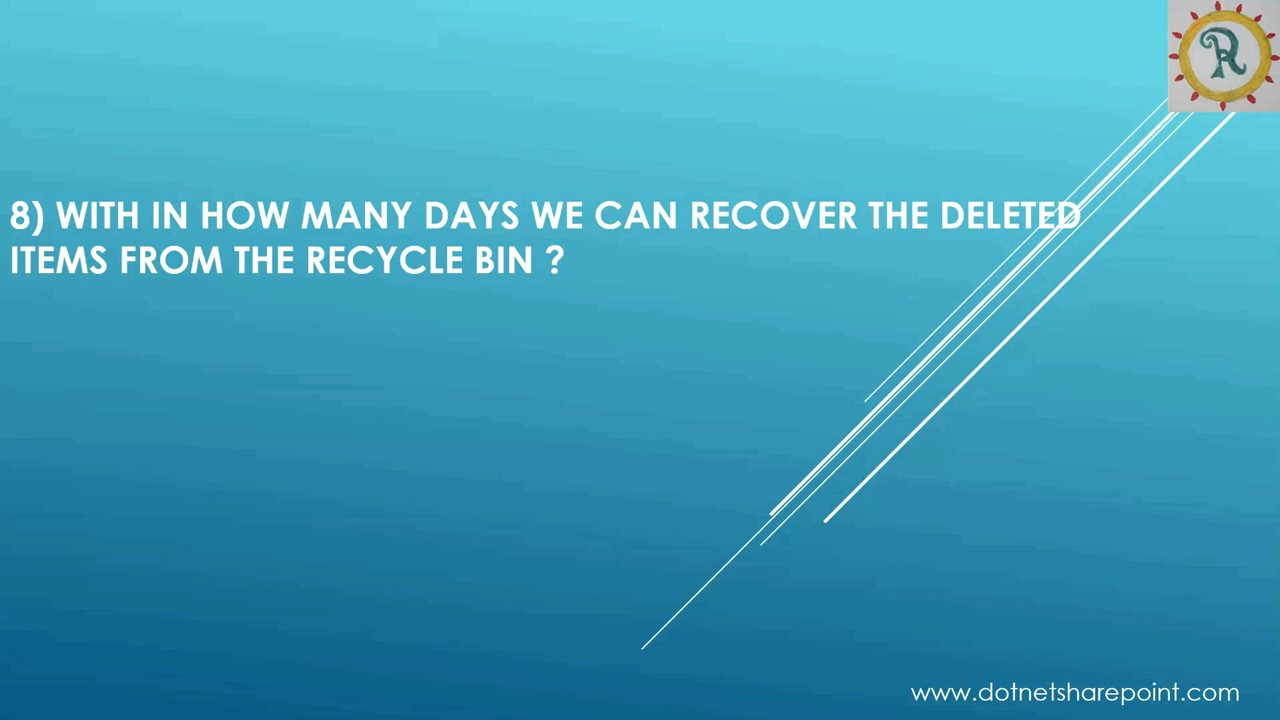 R
8) WITH IN HOW MANY DAYS WE CAN RECOVER THE DELETED
ITEMS FROM THE RECYCLE BIN ?
www.dotnetsharepoint.com